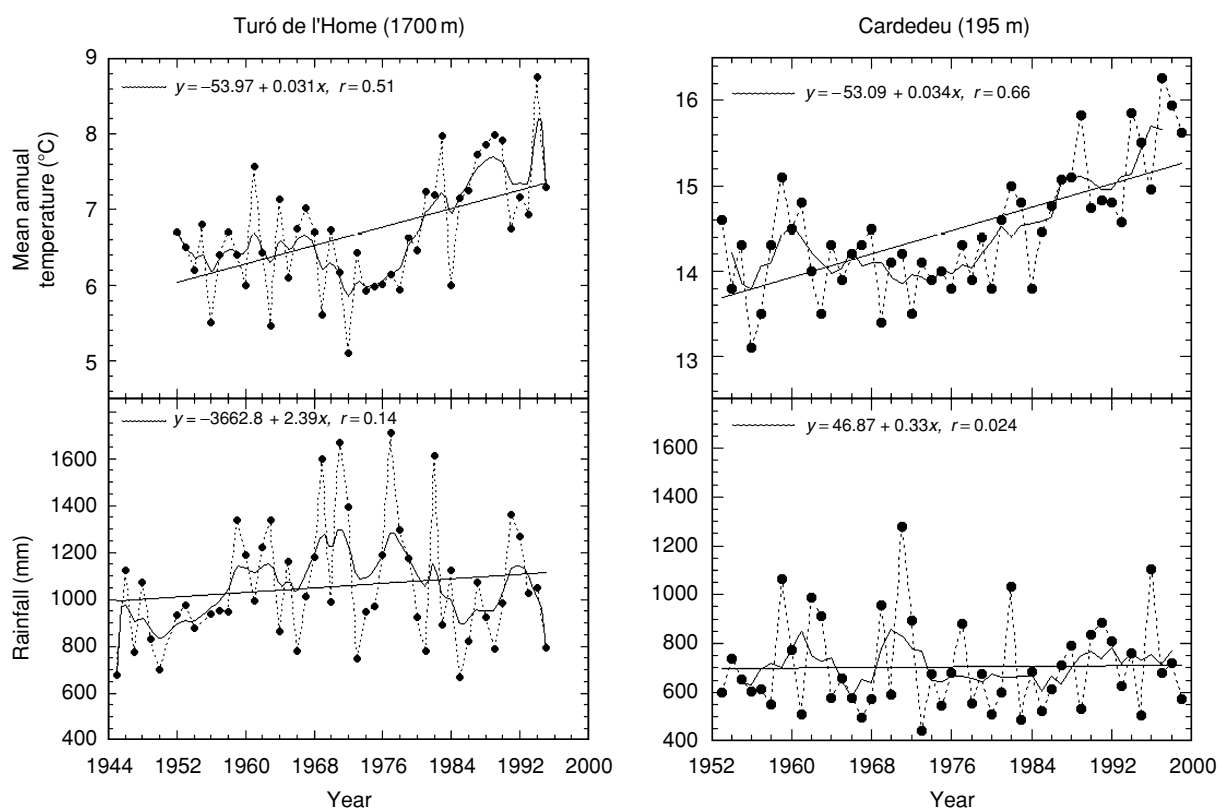 Turó de l'Home (1700 m)
Cardedeu (195 m)
Mean annual
temperature (°C)
9
8
7
6
5
y = −53.97 + 0.031x, r = 0.51
16
15
14
13
y = −53.09 + 0.034x, r = 0.66
Rainfall (mm)
1600
1400
1200
1000
800
600
400
y = −3662.8 + 2.39x, r = 0.14
1600
1400
1200
1000
800
600
400
y = 46.87 + 0.33x, r = 0.024
1944 1952 1960 1968 1976 1984 1992 2000
Year
1952 1960 1968 1976 1984 1992 2000
Year